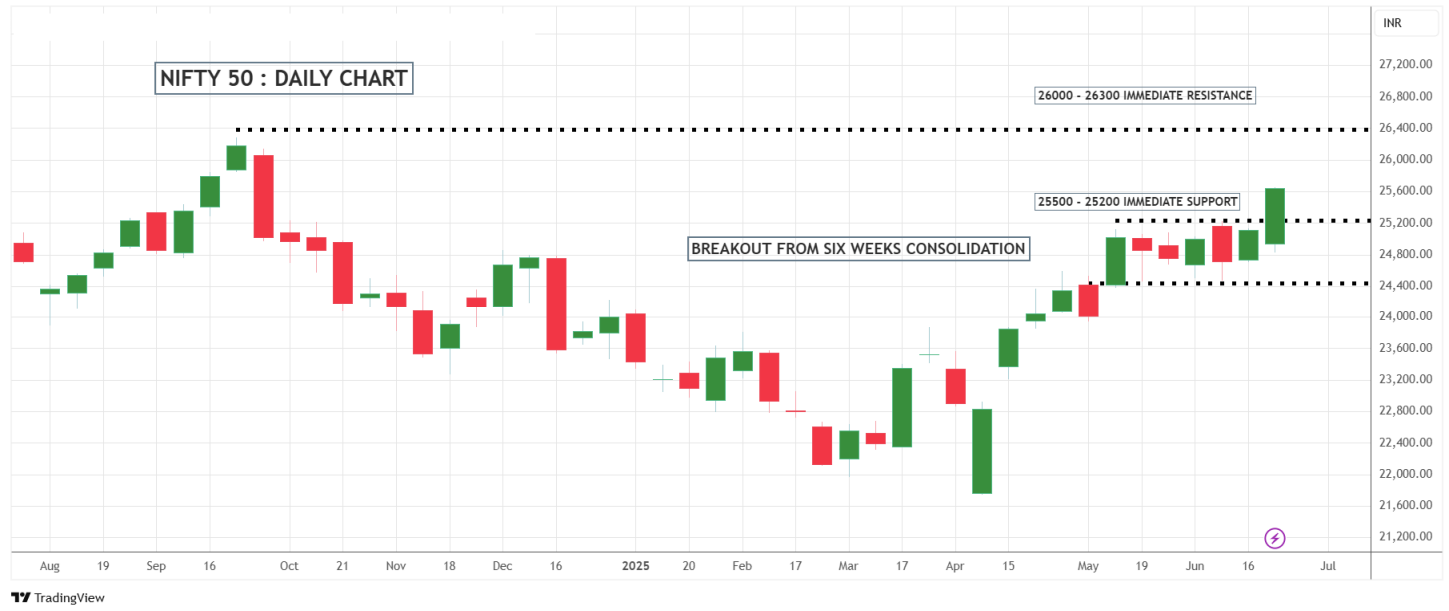 INR
NIFTY 50 : DAILY CHART
27,200.00
26000 - 26300 IMMEDIATE RESISTANCE
26,800.00
26,400.00
26,000.00
25500 - 25200 IMMEDIATE SUPPORT
25,600.00
25,200.00
BREAKOUT FROM SIX WEEKS CONSOLIDATION
24,800.00
24,400.00
24,000.00
23,600.00
23,200.00
22,800.00
22,400.00
22,000.00
21,600.00
21,200.00
Aug 19 Sep 16 Oct 21 Nov 18 Dec 16 2025 20 Feb 17 Mar 17 Apr 15 May 19 Jun 16 Jul
TradingView